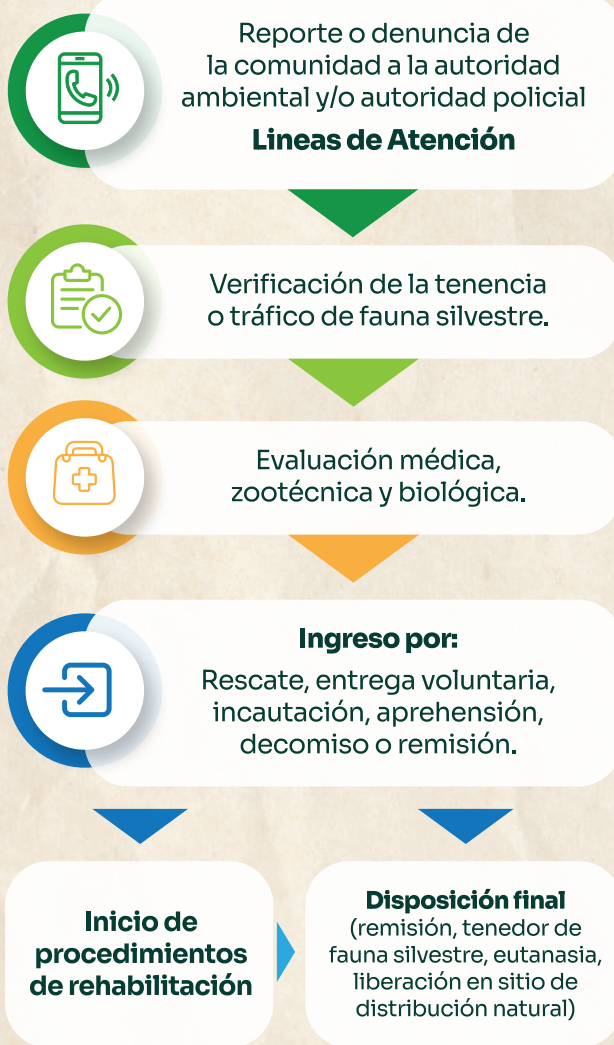 Reporte o denuncia de
la comunidad a la autoridad
ambiental y/o autoridad policial
Lineas de Atención
Verificación de la tenencia
o tráfico de fauna silvestre.
Evaluación médica,
zootécnica y biológica.
Ingreso por:
Rescate, entrega voluntaria,
incautación, aprehensión,
decomiso o remisión.
Inicio de
procedimientos
de rehabilitación
Disposición final
(remisión, tenedor de
fauna silvestre, eutanasia,
liberación en sitio de
distribución natural)